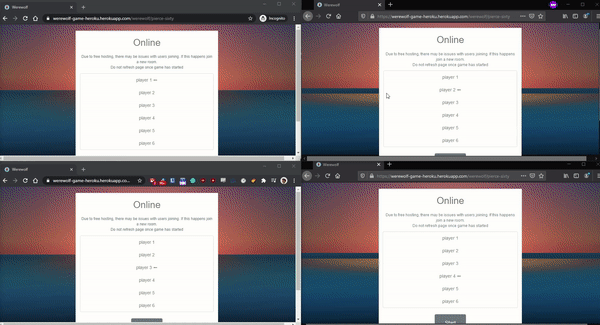 Werewolf
werewolf-game-heroku.herokuapp.com/werewolf/pierce-sixty
Incognito
Online
Due to free hosting, there may be issues with users joining. If this happens join
a new room.
Do not refresh page once game has started
player 1
player 2
player 3
player 4
player 5
player 6
Werewolf
https://werewolf-game-heroku.herokuapp.com/werewolf/pierce-sixty
Online
Due to free hosting, there may be issues with users joining. If this happens
join a new room.
Do not refresh page once game has started
player 1
player 2
player 3
player 4
player 5
player 6
Werewolf
werewolf-game-heroku.herokuapp.co...
Online
Due to free hosting, there may be issues with users joining. If this happens join
a new room.
Do not refresh page once game has started
player 1
player 2
player 3
player 4
player 5
player 6
Werewolf
https://werewolf-game-heroku.herokuapp.com/werewolf/pierce-sixty
Online
Due to free hosting, there may be issues with users joining. If this happens
join a new room.
Do not refresh page once game has started
player 1
player 2
player 3
player 4
player 5
player 6
Start